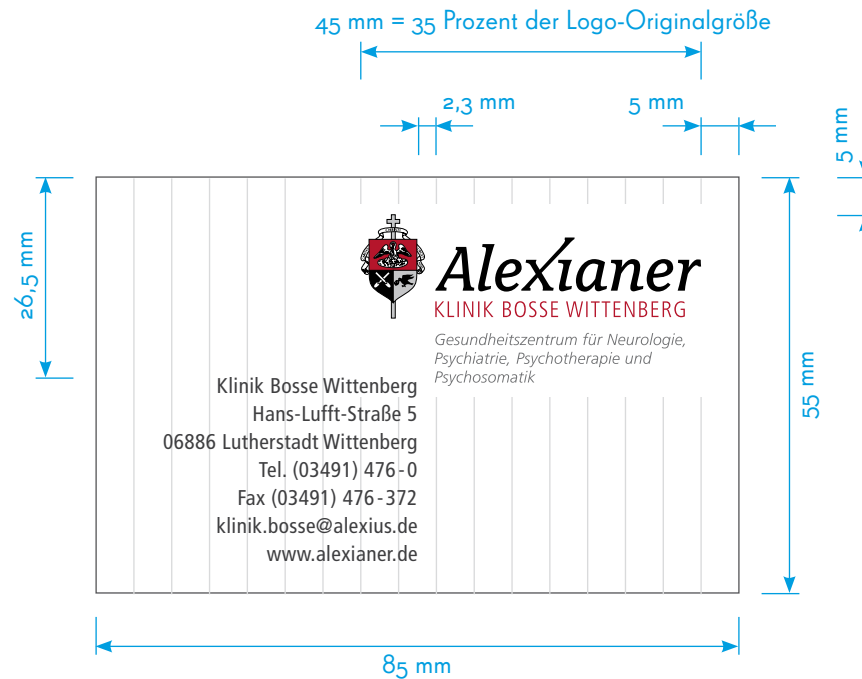 45 mm = 35 Prozent der Logo-Originalgröße
2,3 mm
5 mm
5 mm
26,5 mm
Alexianer
KLINIK BOSSE WITTENBERG
Gesundheitszentrum für Neurologie,
Psychiatrie, Psychotherapie und
Psychosomatik
Klinik Bosse Wittenberg
Hans-Lufft-Straße 5
06886 Lutherstadt Wittenberg
Tel. (03491) 476-0
Fax (03491) 476-372
klinik.bosse@alexius.de
www.alexianer.de
55 mm
85 mm